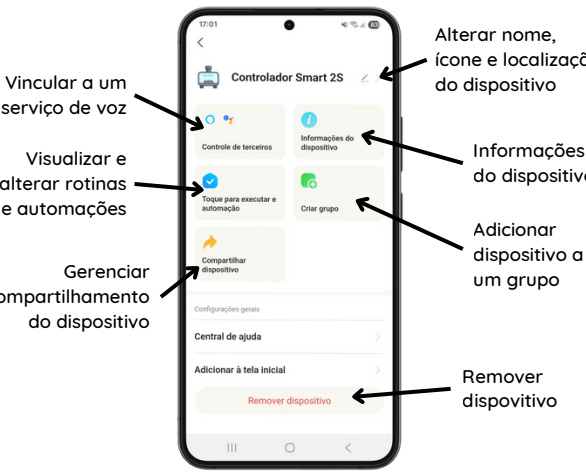 17:01
83
Controlador Smart 2S
Controle de terceiros
Informações do
dispositivo
Toque para executar e
automação
Criar grupo
Compartilhar
dispositivo
Configurações gerais
Central de ajuda
Adicionar à tela inicial
Remover dispositivo
Vincular a um
serviço de voz
Visualizar e
alterar rotinas
e automações
Gerenciar
ompartilhamento
do dispositivo
Alterar nome,
ícone e localizaçã
do dispositivo
Informações
do dispositivo
Adicionar
dispositivo a
um grupo
Remover
dispovitivo